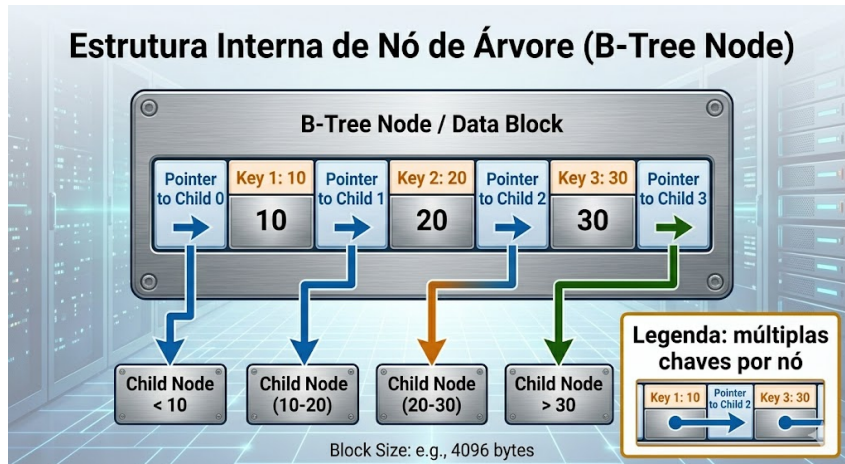 Estrutura Interna de Nó de Árvore (B-Tree Node)
B-Tree Node / Data Block
Pointer
to Child 0
Key 1: 10
10
Pointer
to Child 1
Key 2: 20
20
Pointer
to Child 2
Key 3: 30
30
Pointer
to Child 3
Child Node
< 10
Child Node
(10-20)
Child Node
(20-30)
Child Node
> 30
Legenda: múltiplas
chaves por nó
Key 1: 10
Pointer
to Child 2
Key 3: 30
Block Size: e.g., 4096 bytes